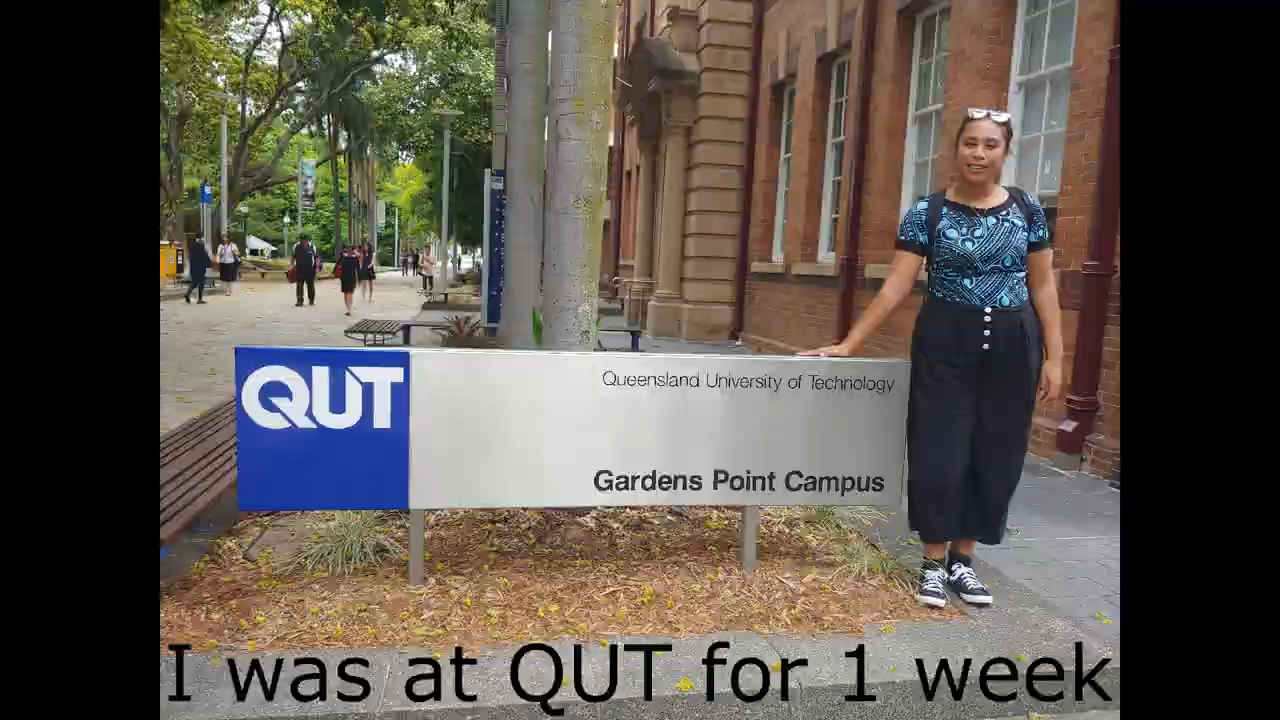 QUT
Queensland University of Technology
Gardens Point Campus
I was at QUT for 1 week